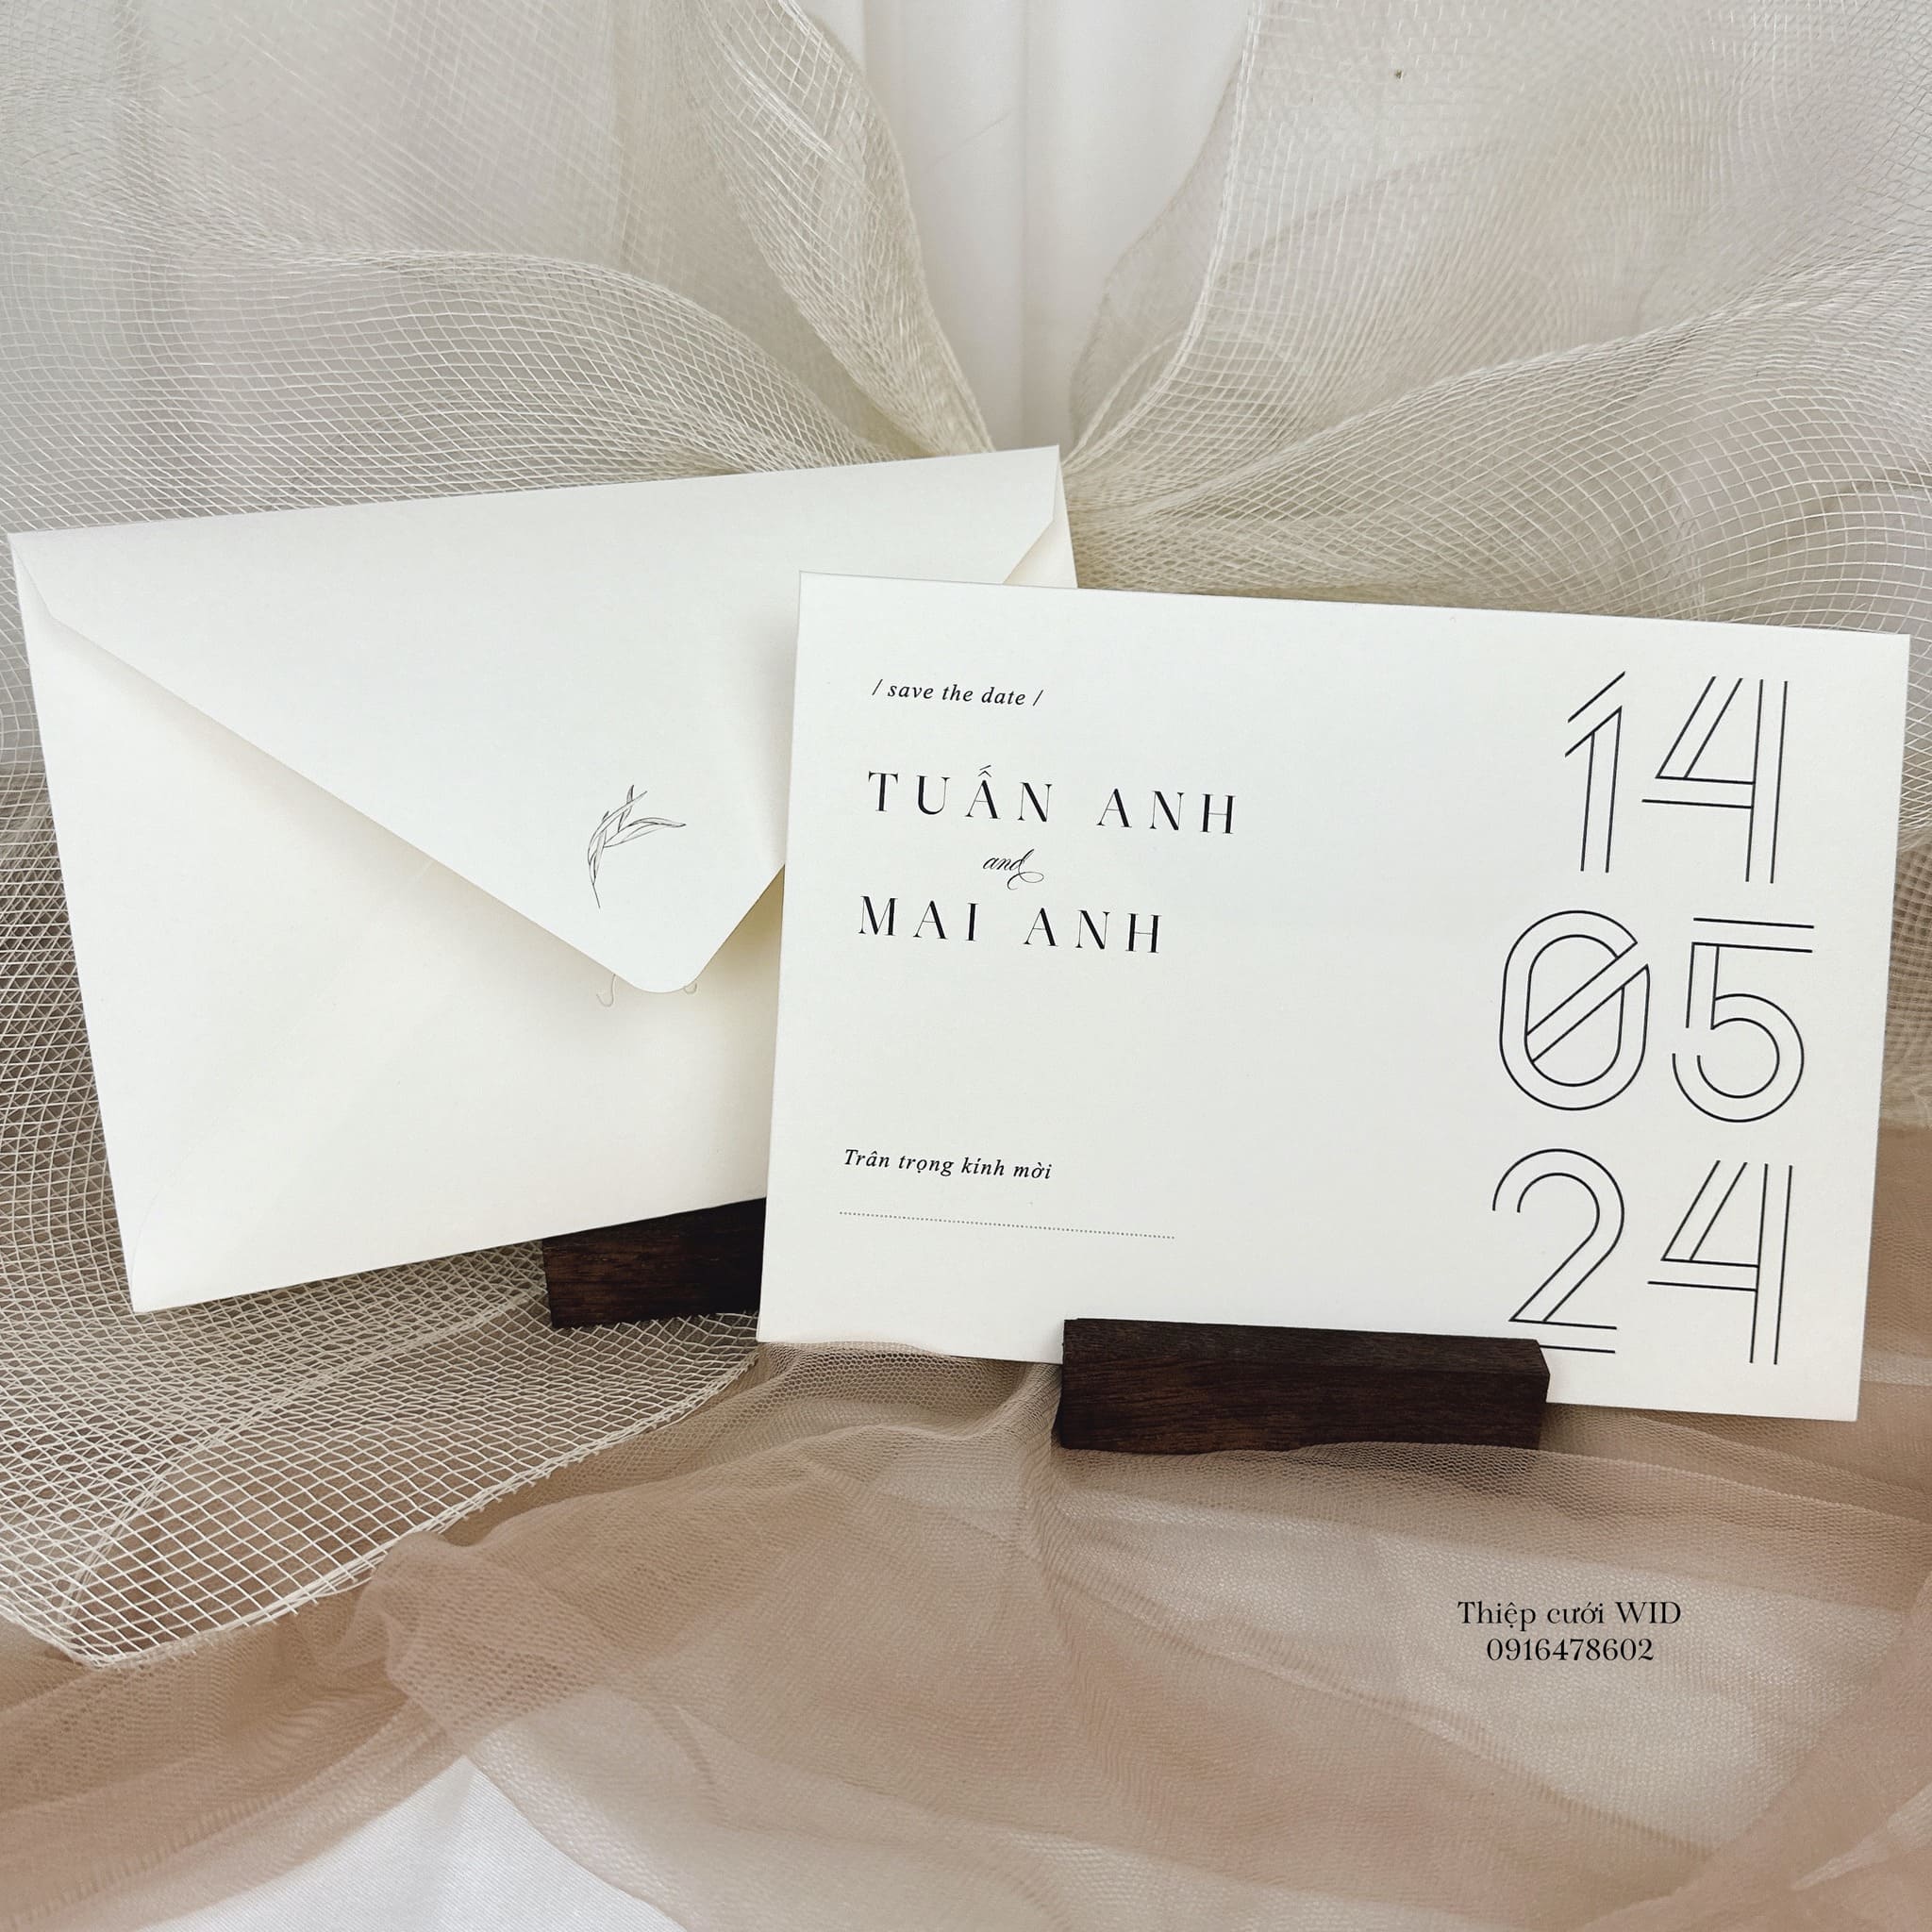 / save the date /
TUẤN ANH
and
MAI ANH
Trân trọng kính mời
14
05
24
Thiệp cưới WID
0916478602